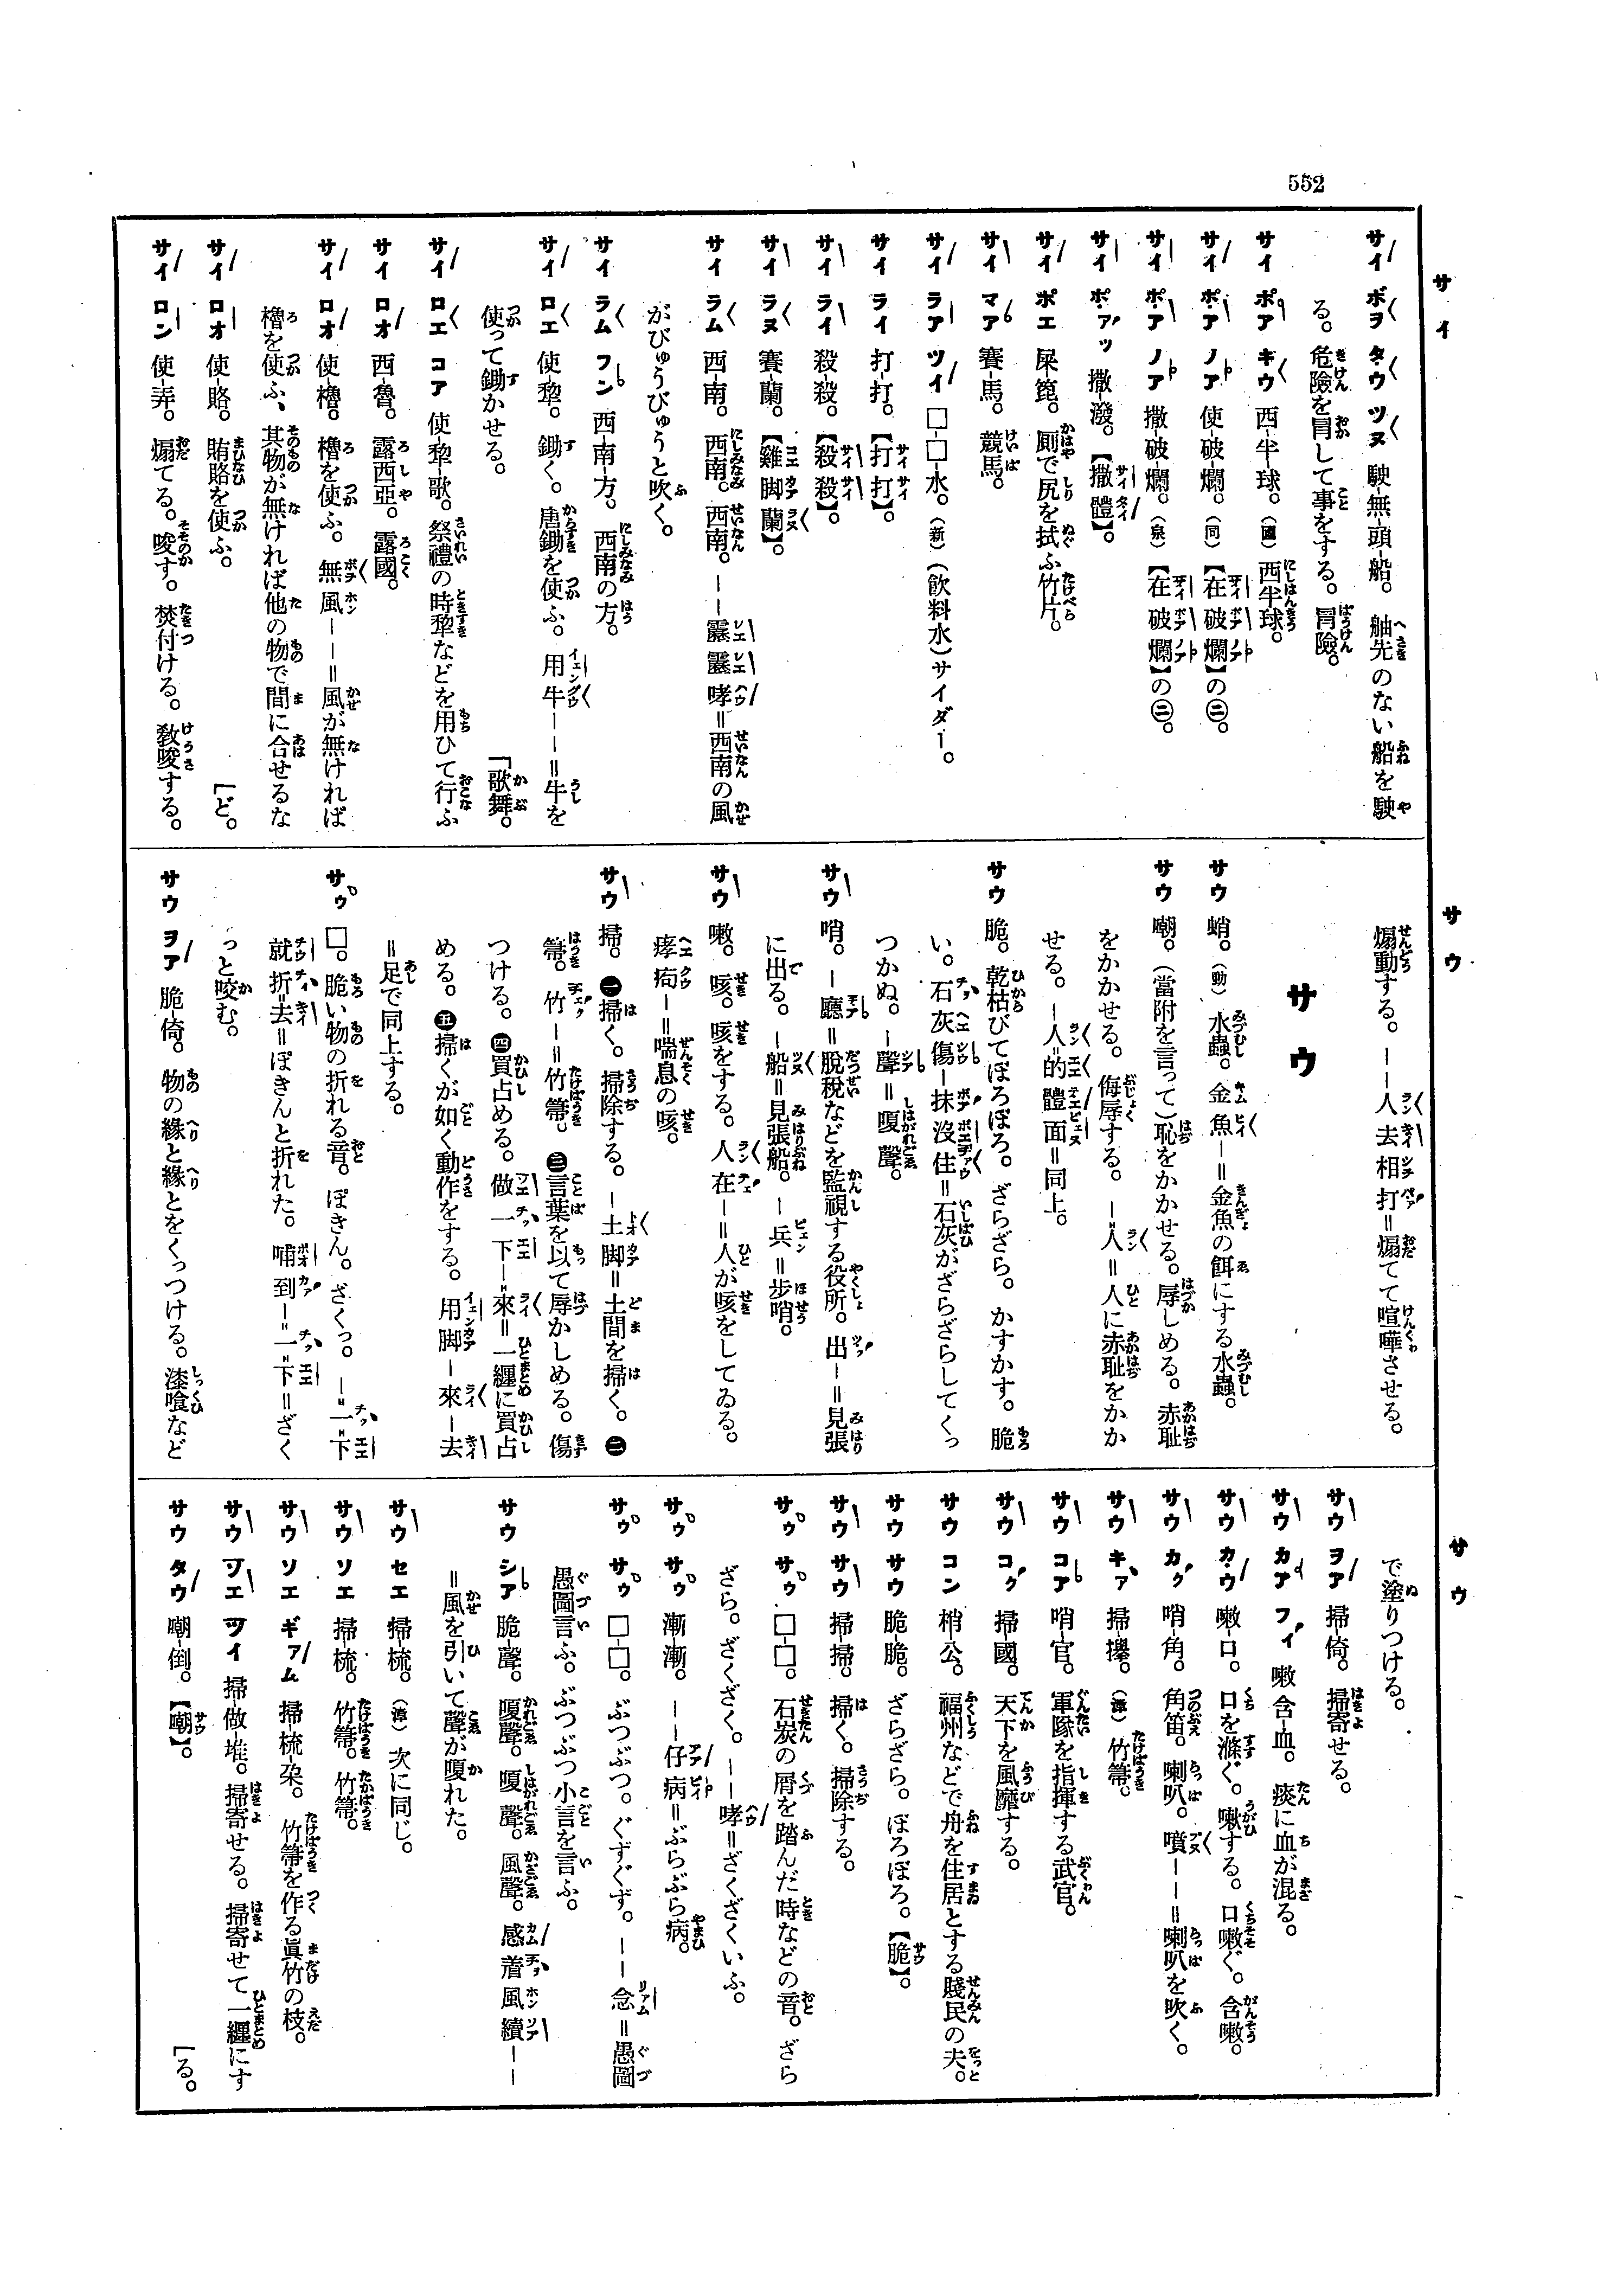 552
サイ
サウ
サウ
サイ ボヲ タウ ツヌ 駛-無-頭-船。舳先のない船を駛
る。危險を冒して事をする。冒險。
サイ ポア キウ 西-半-球。(國)西半球。
サイ ポア ノア 使-破-爛。(同)【在破爛】の㊁。
サイ ポア ノア 撒-破-爛。(泉)【在破爛】の㊁。
サイ ポァッ 撒-潑。【撒體】。
サイ ポエ 屎-箆。厠で尻を拭ふ竹片。
サイ マア 賽-馬。競馬。
サイ ラア ツイ □-□-水。(新)(飲料水)サイダー。
サイ ライ 打-打。【打打】。
サイ ライ 殺-殺。【殺殺】。
サイ ラヌ 賽-蘭。【雞脚蘭】。
サイ ラム 西-南。西南。西南。――靐靐哮=西南の風
がびゅうびゅうと吹く。
サイ ラム フン 西-南-方。西南の方。
サイ ロエ 使-犂。鋤く。唐鋤を使ふ。用牛――=牛を
使って鋤かせる。
サイ ロエ コア 使-犂-歌。祭禮の時犂などを用ひて行ふ
「歌舞。
サイ ロオ 西-魯。露西亞。露國。
サイ ロオ 使-櫓。櫓を使ふ。無風――=風が無ければ
櫓を使ふ、其物が無ければ他の物で間に合せるな
「ど。
サイ ロオ 使-賂。賄賂を使ふ。
サイ ロン 使-弄。煽てる。唆す。焚付ける。教唆する。
煽動する。――人去相打=煽てて喧嘩させる。
サウ
サウ 蛸。(動)水蟲。金魚―=金魚の餌にする水蟲。
サウ 嘲。(當附を言って)恥をかかせる。辱しめる。赤耻
をかかせる。侮辱する。―人=人に赤耻をかか
せる。―人的體面=同上。
サウ 脆。乾枯びてぼろぼろ。ざらざら。かすかす。脆
い。石灰傷―抹沒住=石灰がざらざらしてくっ
つかぬ。―聲=嗄聲。
サウ 哨。―廳=脫稅などを監視する役所。出―=見張
に出る。―船=見張船。―兵=步哨。
サウ 嗽。咳。咳をする。人在―=人が咳をしてゐる。
痵疴―=喘息の咳。
サウ 掃。㊀掃く。掃除する。―土脚=土間を掃く。㊁
箒。竹―=竹箒。㊂言葉を以て辱かしめる。傷
つける。㊃買占める。做一下―來=一纒に買占
める。㊄掃くが如く動作をする。用脚―來―去
=足で同上する。
サウ □。脆い物の折れる音。ぽきん。ざくっ。―一下
就折去=ぽきんと折れた。哺到―一下=ざく
っと咬む。
サウ ヲア 脆-倚。物の緣と緣とをくっつける。漆喰など
で塗りつける。
サウ ヲア 掃-倚。掃寄せる。
サウ カア フィ 嗽含-血。痰に血が混る。
サウ カウ 嗽-口。口を滌ぐ。嗽する。口嗽ぐ。含嗽。
サウ カク 哨-角。角笛。喇叭。噴――=喇叭を吹く。
サウ キァ 掃-攑。(漳)竹箒。
サウ コア 哨-官。軍隊を指揮する武官。
サウ コク 掃-國。天下を風靡する。
サウ コン 梢-公。福州などで舟を住居とする賤民の夫。
サウ サウ 脆脆。ざらざら。ぼろぼろ。【脆】。
サウ サウ 掃-掃。掃く。掃除する。
サウ サウ □-□。石炭の屑を踏んだ時などの音。ざら
ざら。ざくざく。――哮=ざくざくいふ。
サウ サウ 漸漸。――仔病=ぶらぶら病。
サウ サウ □-□。ぶつぶつ。ぐずぐず。――念=愚圖
愚圖言ふ。ぶつぶつ小言を言ふ。
サウ シア 脆-聲。嗄聲。嗄聲。風聲。感着風續――
=風を引いて聲が嗄れた。
サウ セエ 掃-梳。(漳)次に同じ。
サウ ソエ 掃-梳。竹箒。竹箒。
サウ ソエ ギァム 掃-梳-朶。竹箒を作る眞竹の枝。
サウ ソエ ツイ 掃-做-堆。掃寄せる。掃寄せて一纒にす
「る。
サウ タウ 嘲-倒。【嘲】。